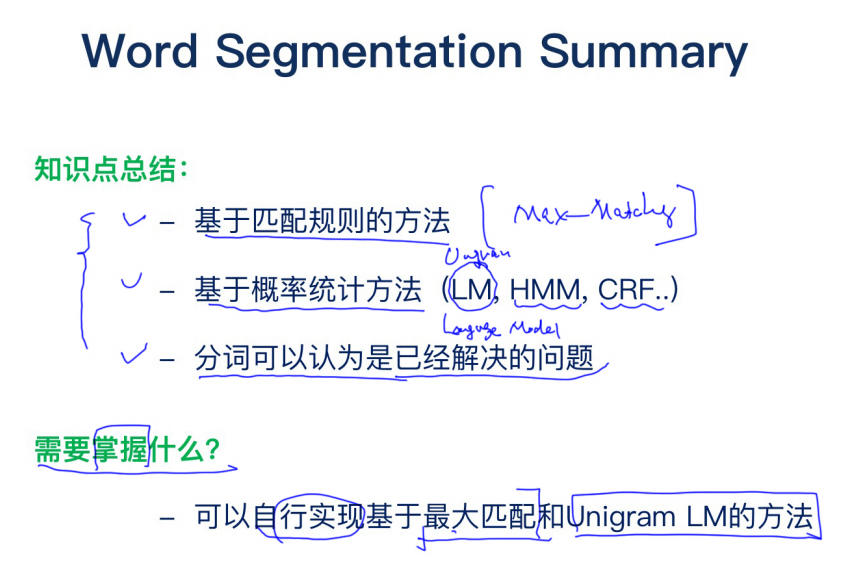 Word Segmentation Summary
知识点总结：
– 基于匹配规则的方法 [Max-Matching]
Unigram
– 基于概率统计方法（LM, HMM, CRF..）
Language Model
– 分词可以认为是已经解决的问题
需要掌握什么？
– 可以自行实现基于最大匹配和Unigram LM的方法